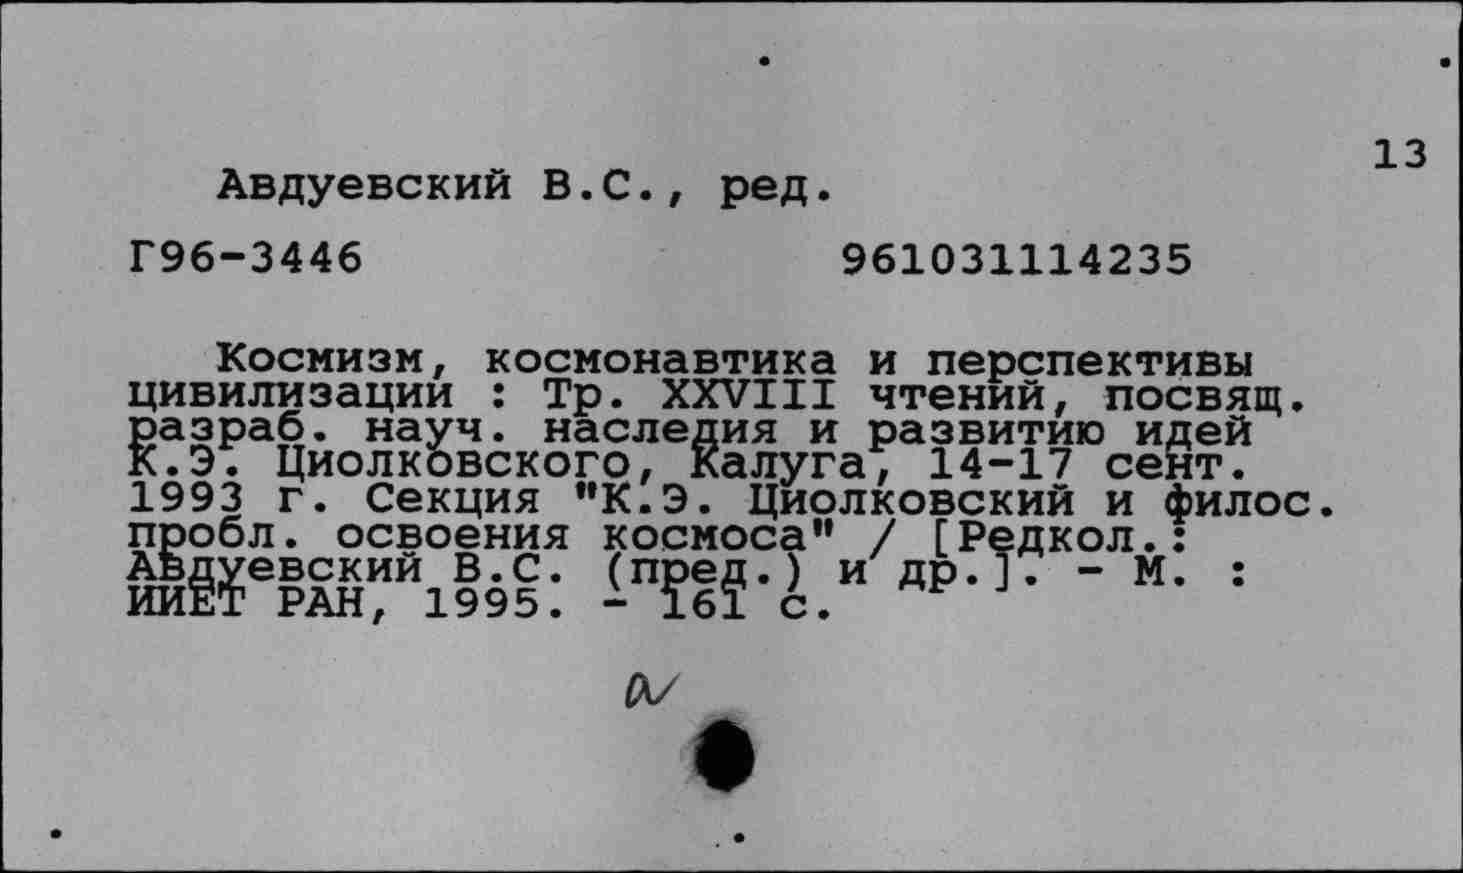 13
Авдуевский В.С., ред.
Г96-3446 961031114235
Космизм, космонавтика и перспективы
цивилизации : Тр. XXVIII чтений, посвящ.
разраб. науч. наследия и развитию идей
К.Э. Циолковского, Калуга, 14-17 сент.
1993 г. Секция "К.Э. Циолковский и филос.
пробл. освоения космоса" / [Редкол.:
Авдуевский В.С. (пред.) и др.]. - М. :
ИИЕТ РАН, 1995. - 161 с.